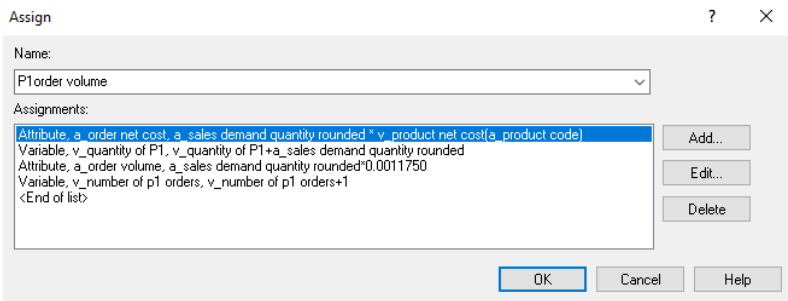 Assign
?
Name:
P1order volume
Assignments:
Attribute, a_order net cost, a_sales demand quantity rounded * v_product net cost(a_product code)
Variable, v_quantity of P1, v_quantity of P1+a_sales demand quantity rounded
Attribute, a_order volume, a_sales demand quantity rounded*0.0011750
Variable, v_number of p1 orders, v_number of p1 orders+1
<End of list>
Add...
Edit...
Delete
OK Cancel Help